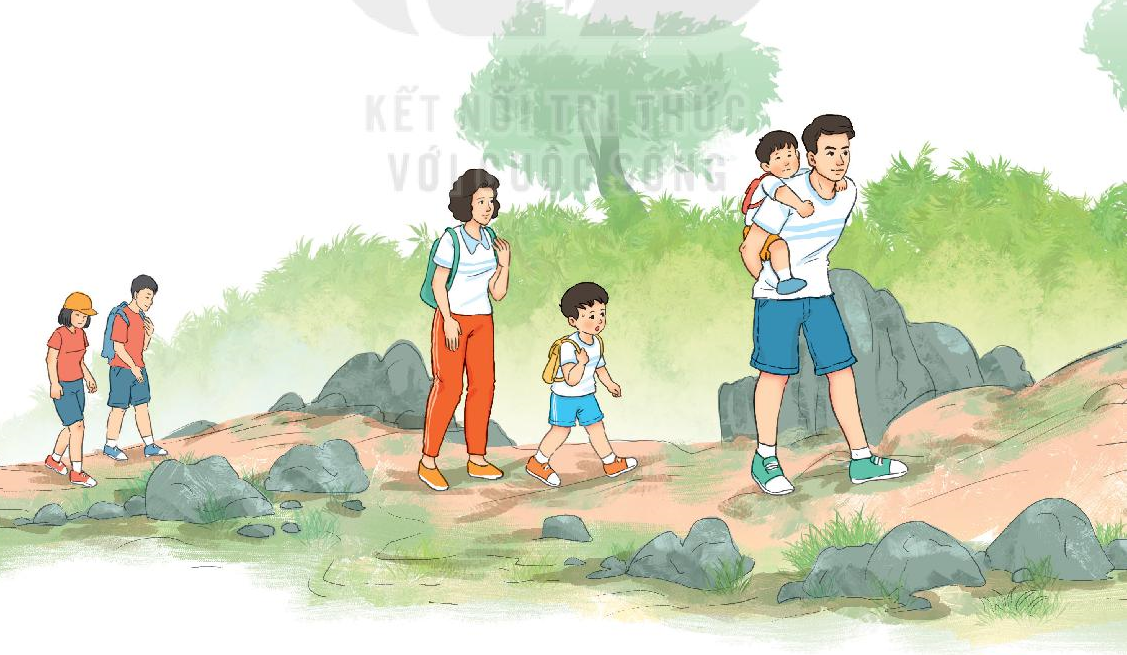 KẾT NỐI TRI THỨC
VỚI CUỘC SỐNG